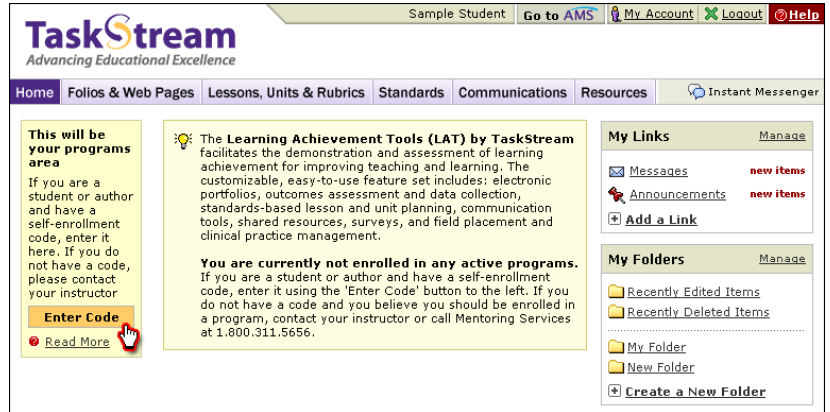 Sample Student Go to AMS My Account Logout Help
TaskStream
Advancing Educational Excellence
Home Folios & Web Pages Lessons, Units & Rubrics Standards Communications Resources Instant Messenger
This will be
your programs
area
If you are a
student or author
and have a
self-enrollment
code, enter it
here. If you do
not have a code,
please contact
your instructor
Enter Code
Read More
The Learning Achievement Tools (LAT) by TaskStream
facilitates the demonstration and assessment of learning
achievement for improving teaching and learning. The
customizable, easy-to-use feature set includes: electronic
portfolios, outcomes assessment and data collection,
standards-based lesson and unit planning, communication
tools, shared resources, surveys, and field placement and
clinical practice management.
You are currently not enrolled in any active programs.
If you are a student or author and have a self-enrollment
code, enter it using the 'Enter Code' button to the left. If you
do not have a code and you believe you should be enrolled in
a program, contact your instructor or call Mentoring Services
at 1.800.311.5656.
My Links Manage
Messages new items
Announcements new items
Add a Link
My Folders Manage
Recently Edited Items
Recently Deleted Items
My Folder
New Folder
Create a New Folder